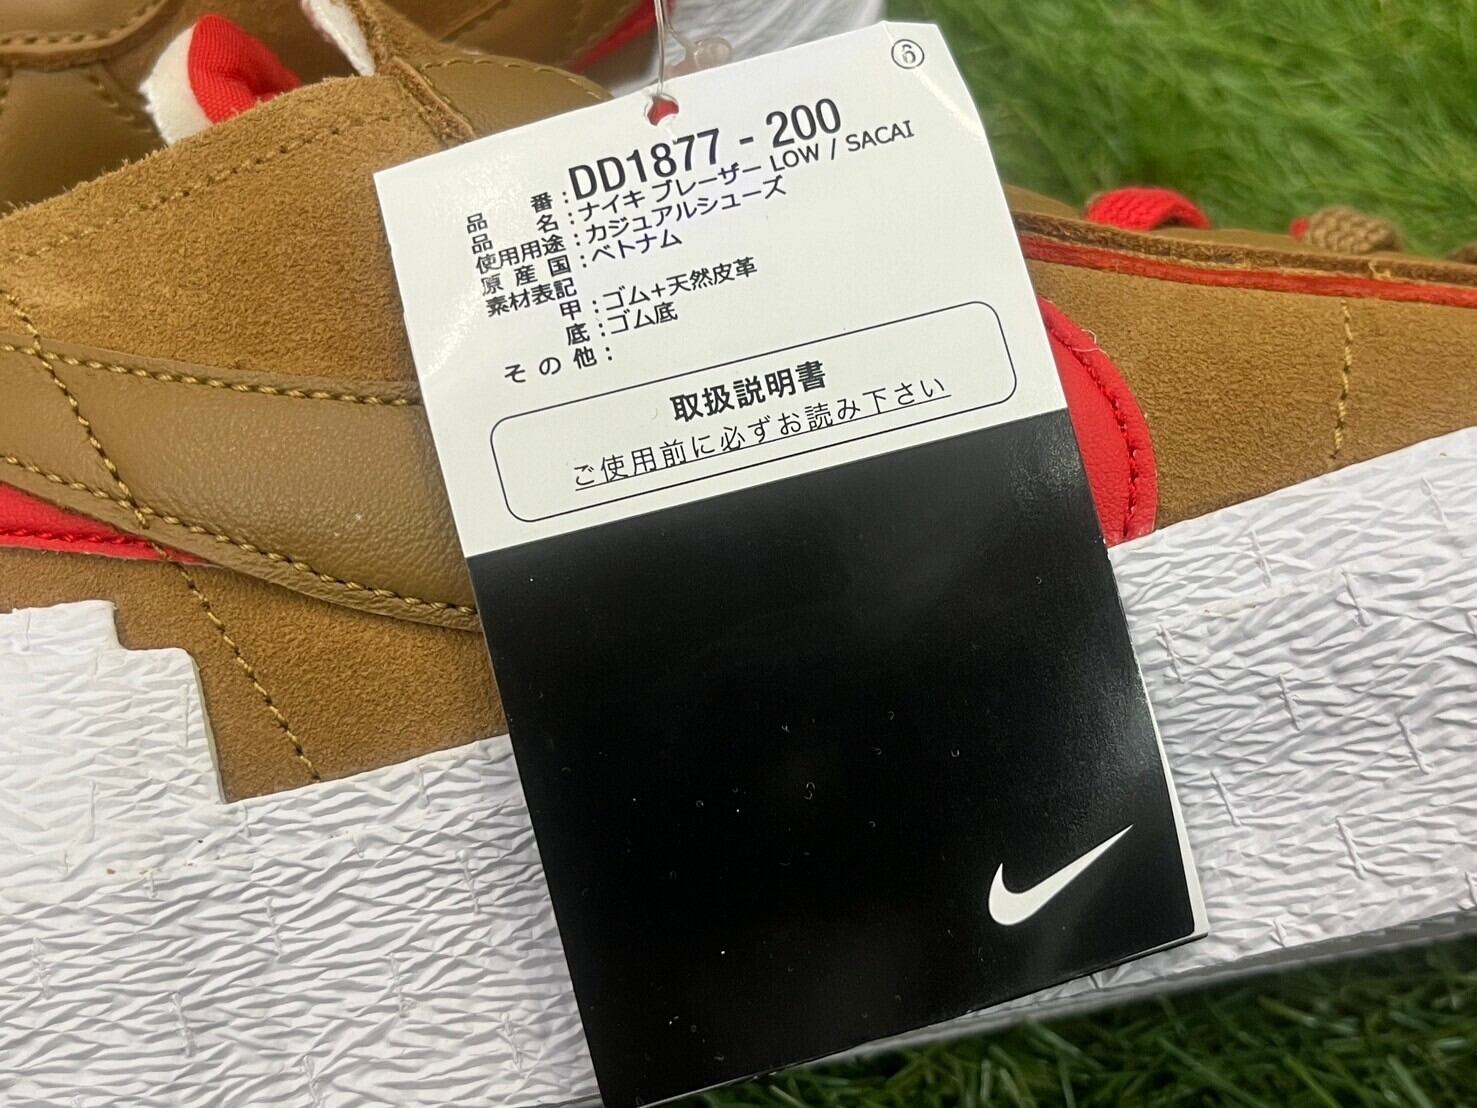 ⑥
品番:DD1877-200
品名:ナイキ ブレーザー LOW / SACAI
使用用途:カジュアルシューズ
原産国:ベトナム
素材表記
甲:ゴム+天然皮革
底:ゴム底
その他:
取扱説明書
ご使用前に必ずお読み下さい